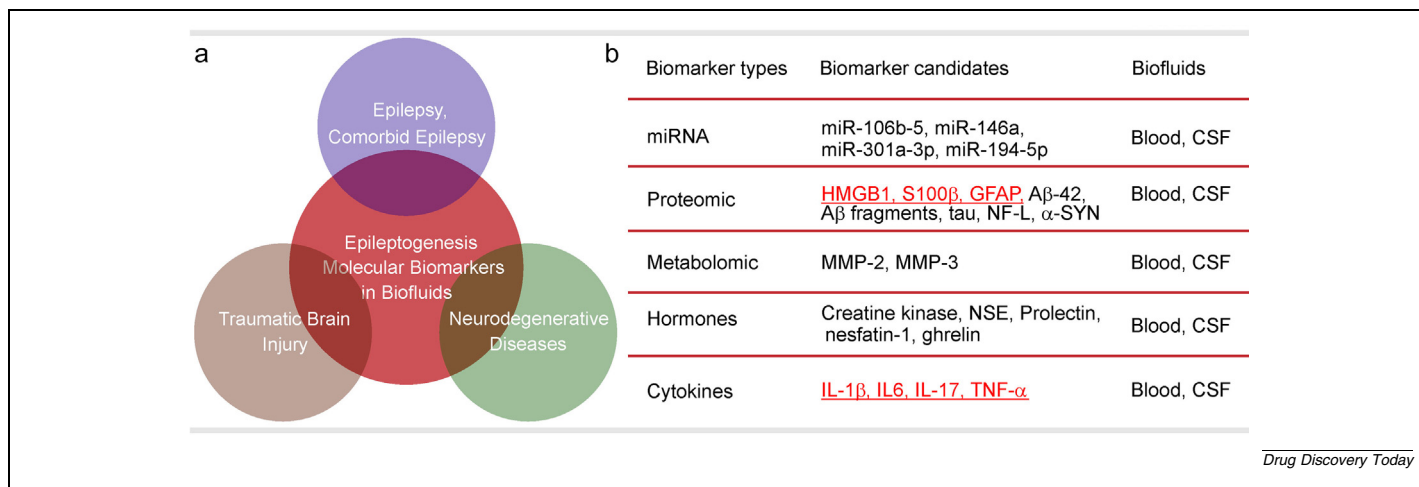 a
Epilepsy,
Comorbid Epilepsy
Epileptogenesis
Molecular Biomarkers
in Biofluids
Traumatic Brain
Injury
Neurodegenerative
Diseases
b
Biomarker types Biomarker candidates Biofluids
miRNA miR-106b-5, miR-146a, Blood, CSF
miR-301a-3p, miR-194-5p
Proteomic HMGB1, S100β, GFAP, Aβ-42, Blood, CSF
Aβ fragments, tau, NF-L, α-SYN
Metabolomic MMP-2, MMP-3 Blood, CSF
Hormones Creatine kinase, NSE, Prolectin, Blood, CSF
nesfatin-1, ghrelin
Cytokines IL-1β, IL6, IL-17, TNF-α Blood, CSF
Drug Discovery Today